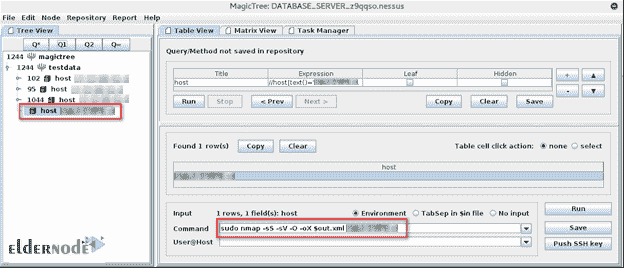 MagicTree: DATABASE_SERVER_z9qqso.nessus
File Edit Node Repository Report Help
Tree View
Q* Q1 Q2 Q=
1244 magictree
1244 testdata
102 host
95 host
1044 host
host
Table View Matrix View Task Manager
Query/Method not saved in repository
Title Expression Leaf Hidden
host //host[text()=
+ ▲
- ▼
Run Stop < Prev Next > Copy Clear Save
Found 1 row(s) Copy Clear Table cell click action: none select
host
Input 1 rows, 1 field(s): host Environment TabSep in $in file No input
Command sudo nmap -sS -sV -O -oX $out.xml
User@Host
Run
Save
Push SSH key
ELDERNODE